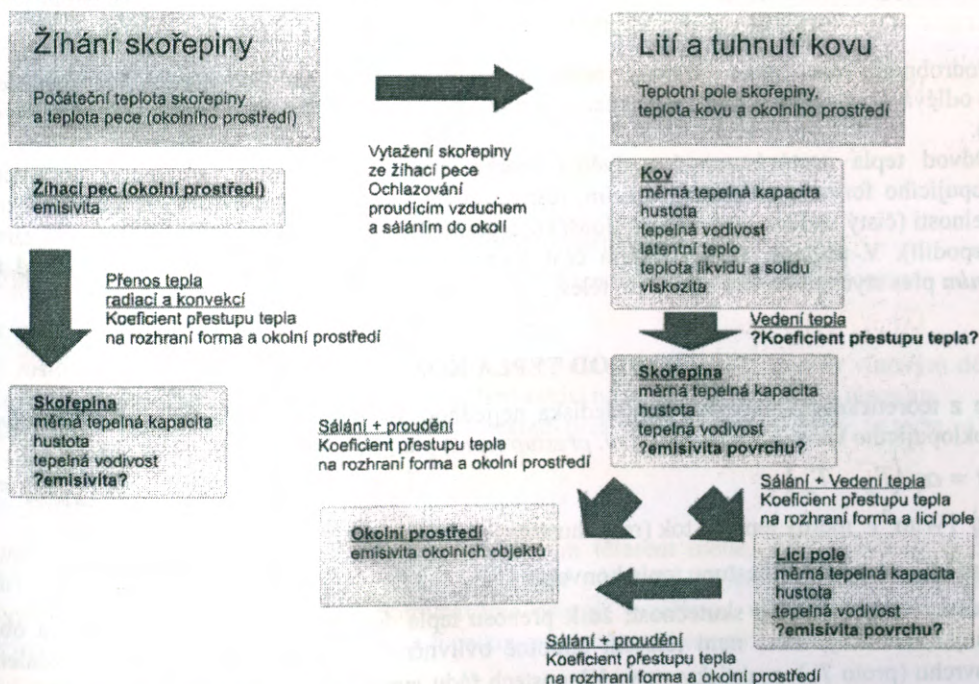 Žíhání skořepiny
Počáteční teplota skořepiny
a teplota pece (okolního prostředí)
Lití a tuhnutí kovu
Teplotní pole skořepiny,
teplota kovu a okolního prostředí
Vytažení skořepiny
ze žíhací pece
Ochlazování
proudícím vzduchem
a sáláním do okolí
Žíhací pec (okolní prostředí)
emisivita
Kov
měrná tepelná kapacita
hustota
tepelná vodivost
latentní teplo
teplota likvidu a solidu
viskozita
Přenos tepla
radiací a konvekcí
Koeficient přestupu tepla
na rozhraní forma a okolní prostředí
Vedení tepla
?Koeficient přestupu tepla?
Skořepina
měrná tepelná kapacita
hustota
tepelná vodivost
?emisivita?
Skořepina
měrná tepelná kapacita
hustota
tepelná vodivost
?emisivita povrchu?
Sálání + proudění
Koeficient přestupu tepla
na rozhraní forma a okolní prostředí
Sálání + Vedení tepla
Koeficient přestupu tepla
na rozhraní forma a licí pole
Okolní prostředí
emisivita okolních objektů
Licí pole
měrná tepelná kapacita
hustota
tepelná vodivost
?emisivita povrchu?
Sálání + proudění
Koeficient přestupu tepla
na rozhraní forma a okolní prostředí